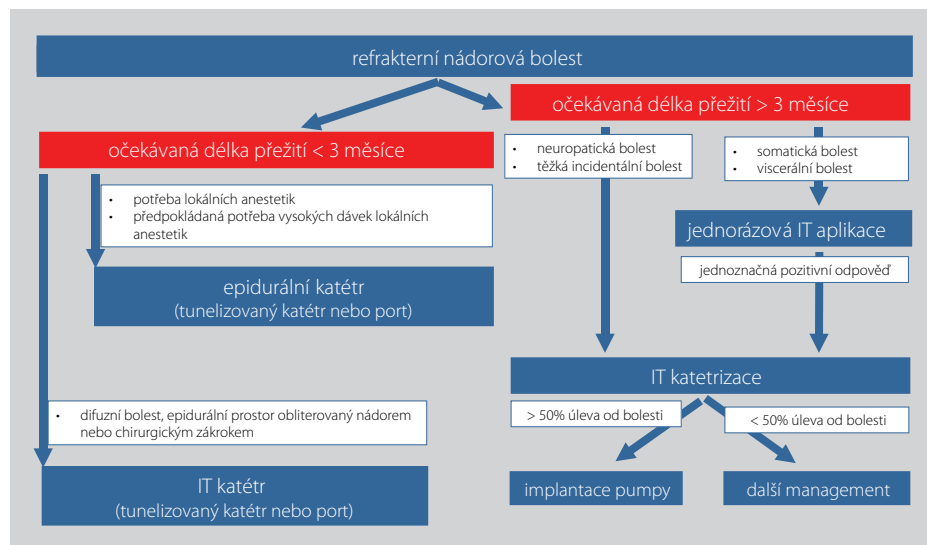 refrakterní nádorová bolest
očekávaná délka přežití > 3 měsíce
očekávaná délka přežití < 3 měsíce
• neuropatická bolest
• těžká incidentální bolest
• somatická bolest
• viscerální bolest
• potřeba lokálních anestetik
• předpokládaná potřeba vysokých dávek lokálních
anestetik
jednorázová IT aplikace
jednoznačná pozitivní odpověď
epidurální katétr
(tunelizovaný katétr nebo port)
IT katetrizace
• difuzní bolest, epidurální prostor obliterovaný nádorem
nebo chirurgickým zákrokem
> 50% úleva od bolesti
< 50% úleva od bolesti
IT katétr
(tunelizovaný katétr nebo port)
implantace pumpy
další management